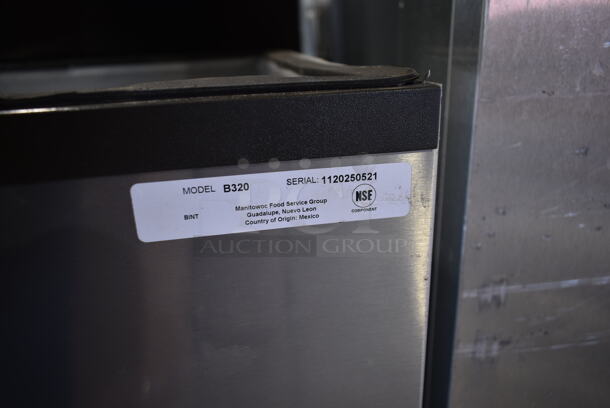 MODEL B320 SERIAL: 1120250521
Manitowoc Food Service Group
BINT Guadalupe, Nuevo Leon
Country of Origin: Mexico
NSF
COMPONENT
AUCTION GROUP